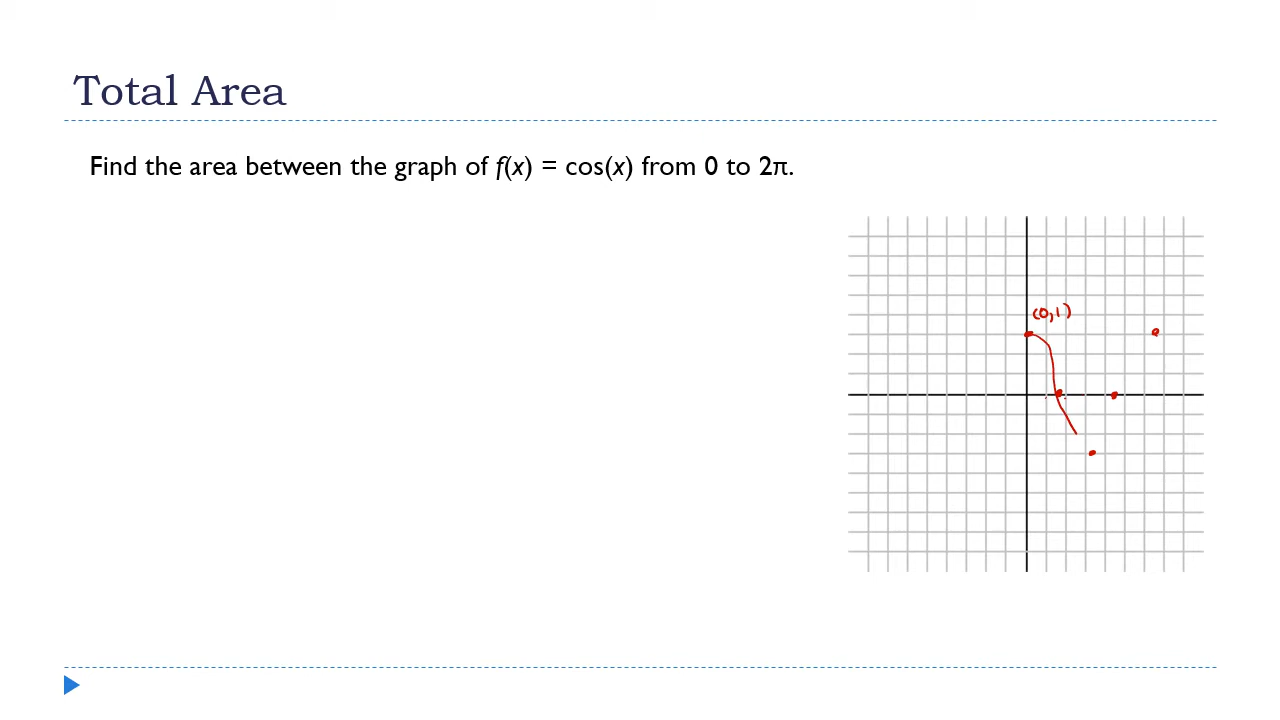 Total Area
Find the area between the graph of f(x) = cos(x) from 0 to 2π.
(0,1)